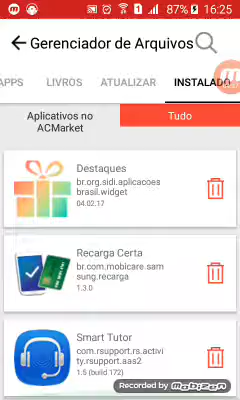 87% 16:25
Gerenciador de Arquivos
APPS LIVROS ATUALIZAR INSTALADO
Aplicativos no
ACMarket
Tudo
Destaques
br.org.sidi.aplicacoes
brasil.widget
04.02.17
Recarga Certa
br.com.mobicare.sam
sung.recarga
1.3.0
Smart Tutor
com.rsupport.rs.activi
ty.rsupport.aas2
1.5 (build 172)
Recorded by Mobizen